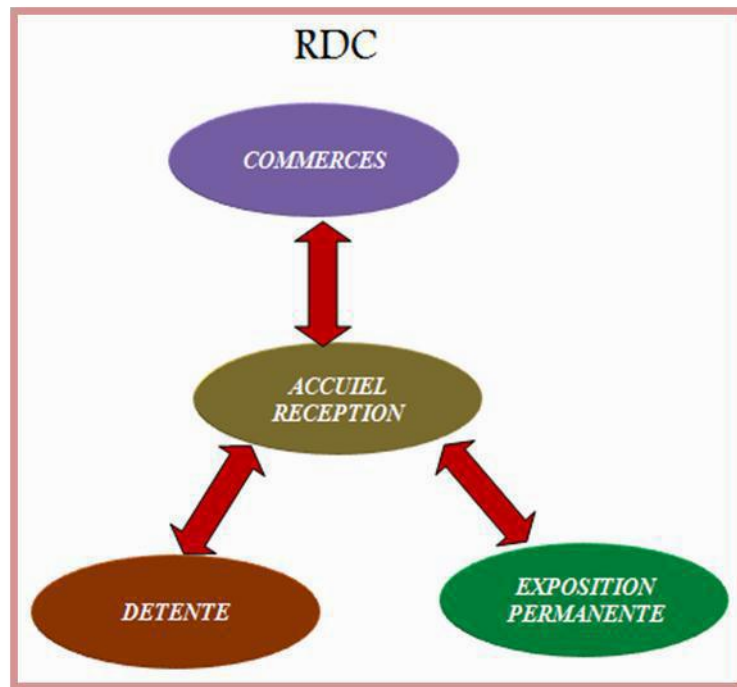 RDC
COMMERCES
ACCUIEL
RECEPTION
DETENTE
EXPOSITION
PERMANENTE